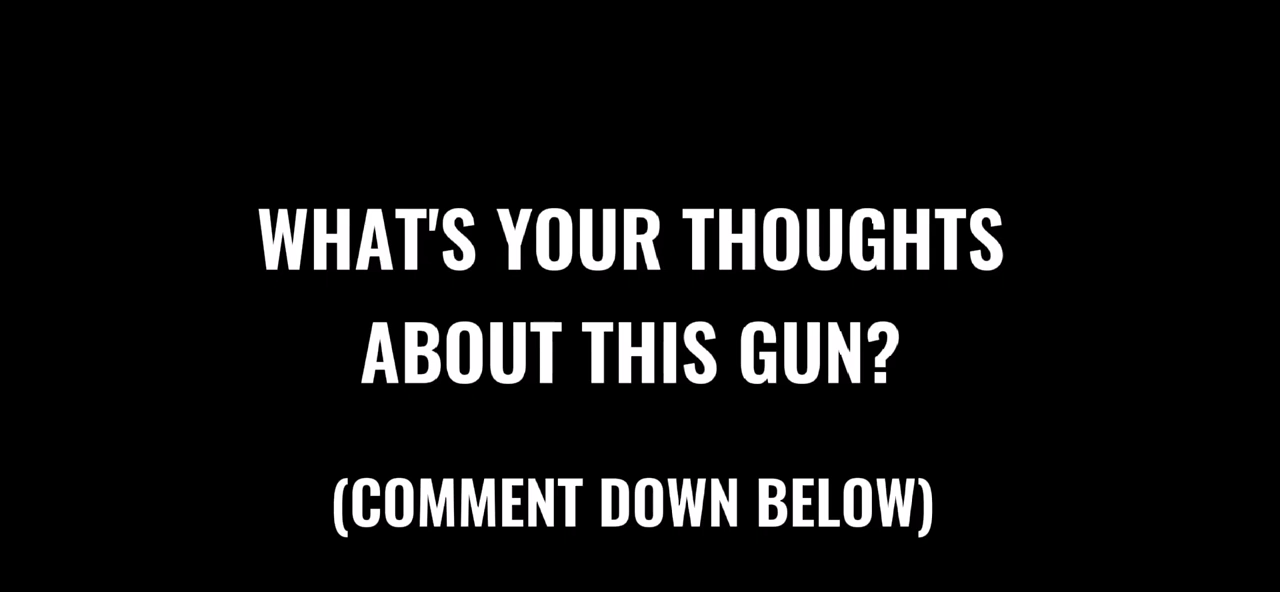 WHAT'S YOUR THOUGHTS
ABOUT THIS GUN?
(COMMENT DOWN BELOW)